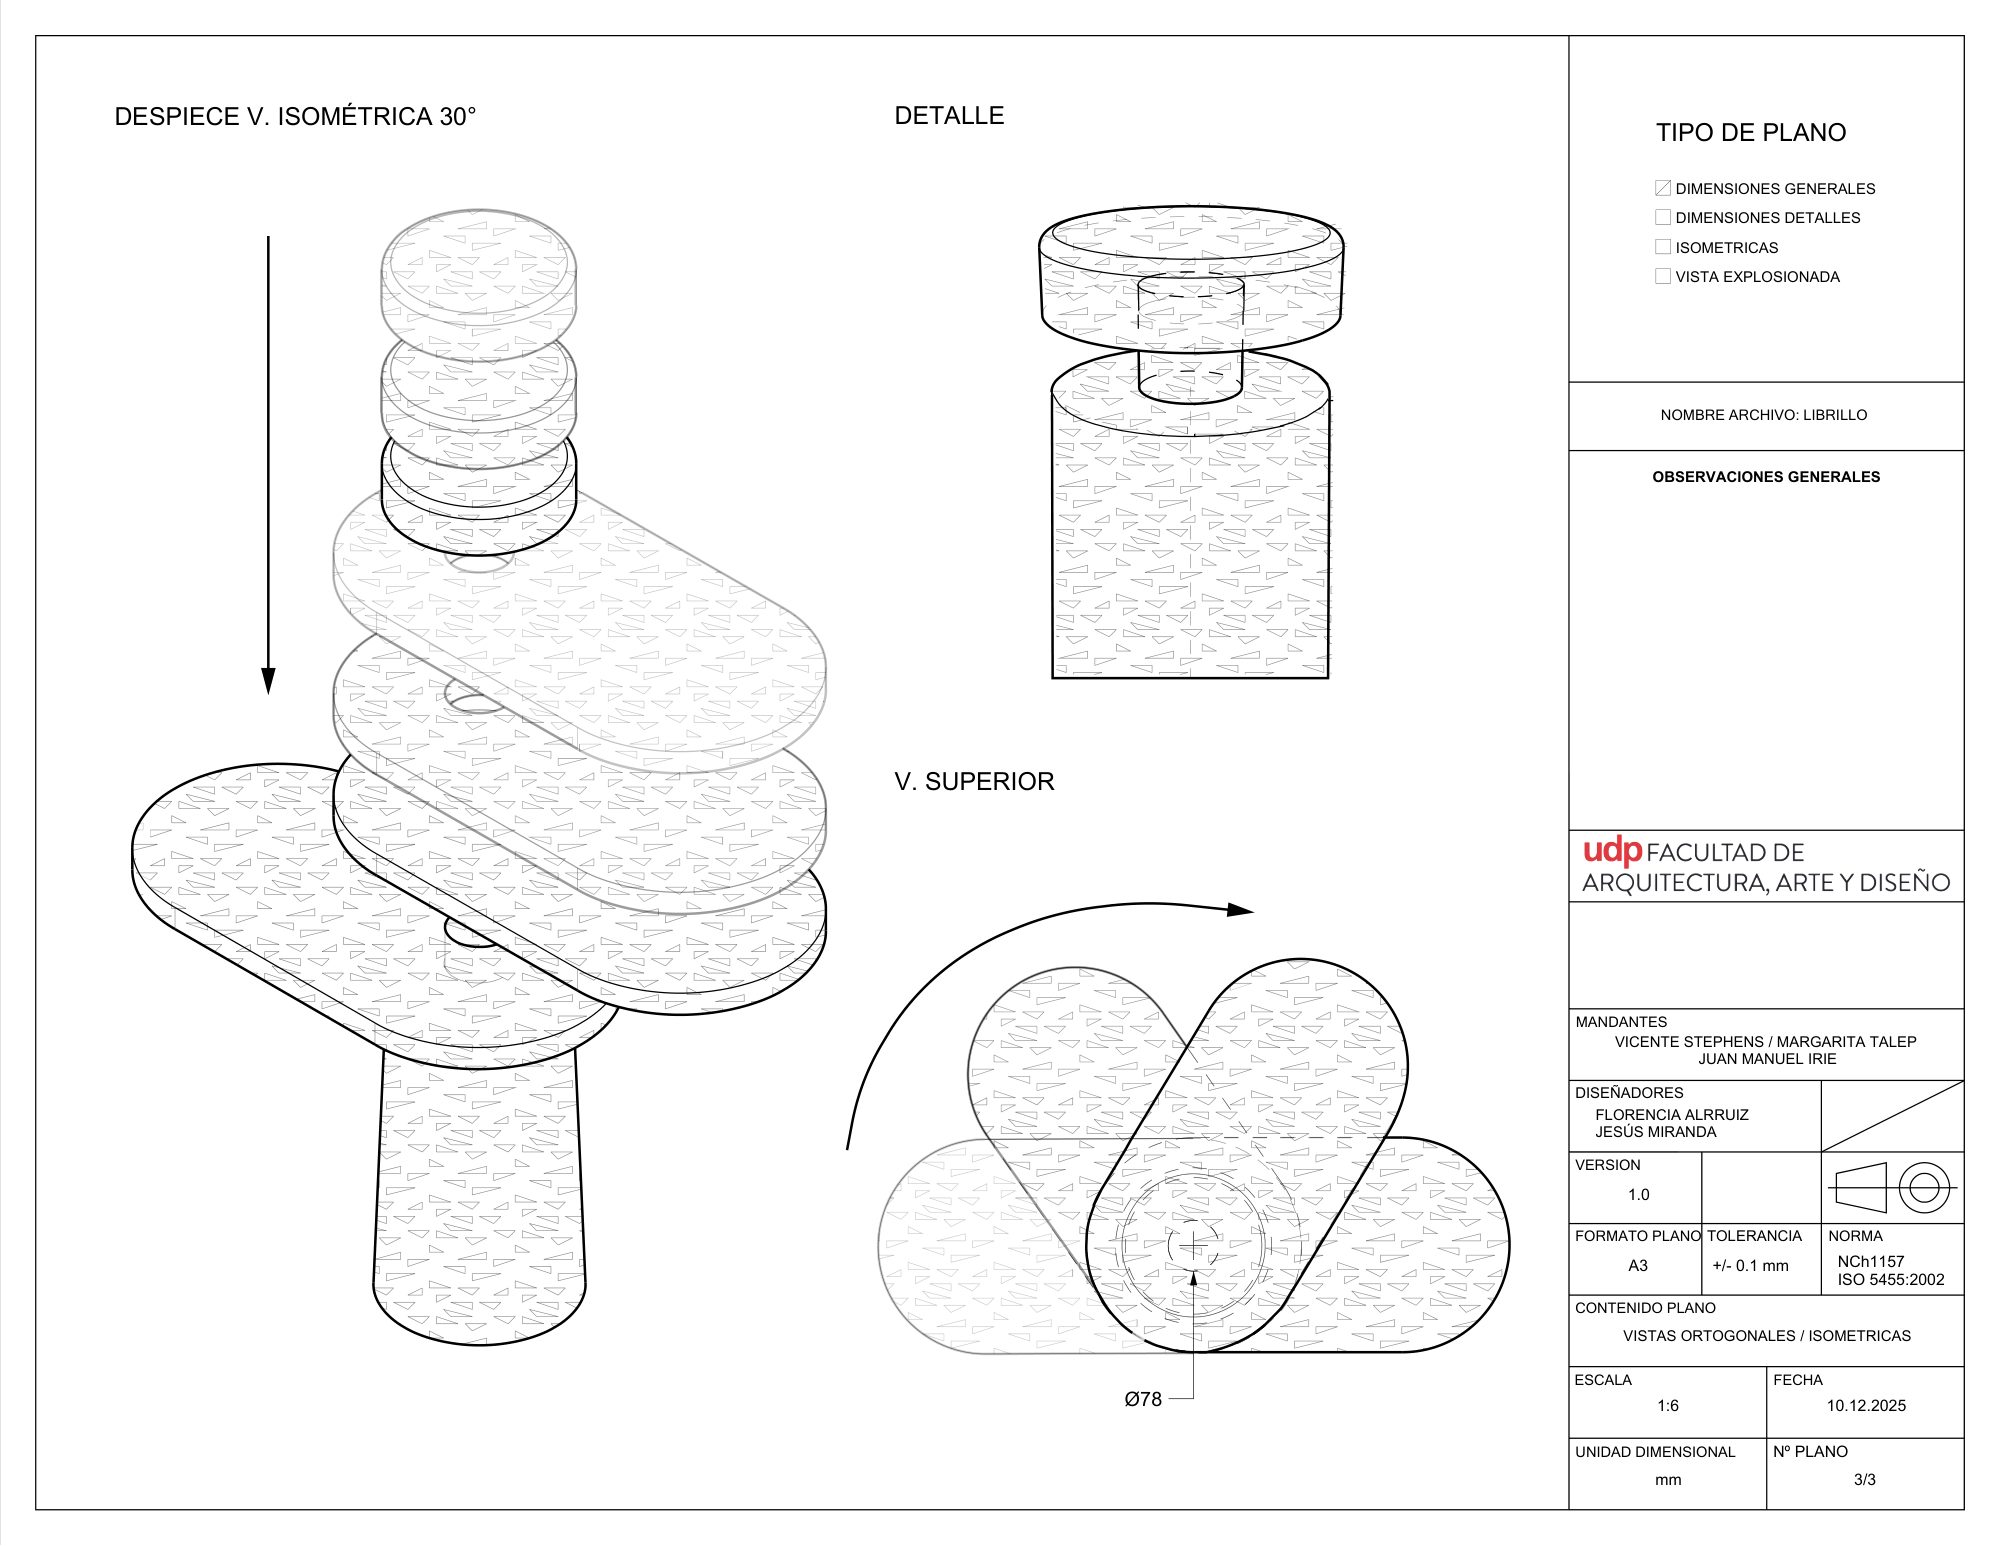 DESPIECE V. ISOMÉTRICA 30°
DETALLE
V. SUPERIOR
Ø78
TIPO DE PLANO
DIMENSIONES GENERALES
DIMENSIONES DETALLES
ISOMETRICAS
VISTA EXPLOSIONADA
NOMBRE ARCHIVO: LIBRILLO
OBSERVACIONES GENERALES
udp FACULTAD DE
ARQUITECTURA, ARTE Y DISEÑO
MANDANTES
VICENTE STEPHENS / MARGARITA TALEP
JUAN MANUEL IRIE
DISEÑADORES
FLORENCIA ALRRUIZ
JESÚS MIRANDA
VERSION
1.0
FORMATO PLANO
A3
TOLERANCIA
+/- 0.1 mm
NORMA
NCh1157
ISO 5455:2002
CONTENIDO PLANO
VISTAS ORTOGONALES / ISOMETRICAS
ESCALA
1:6
FECHA
10.12.2025
UNIDAD DIMENSIONAL
mm
Nº PLANO
3/3